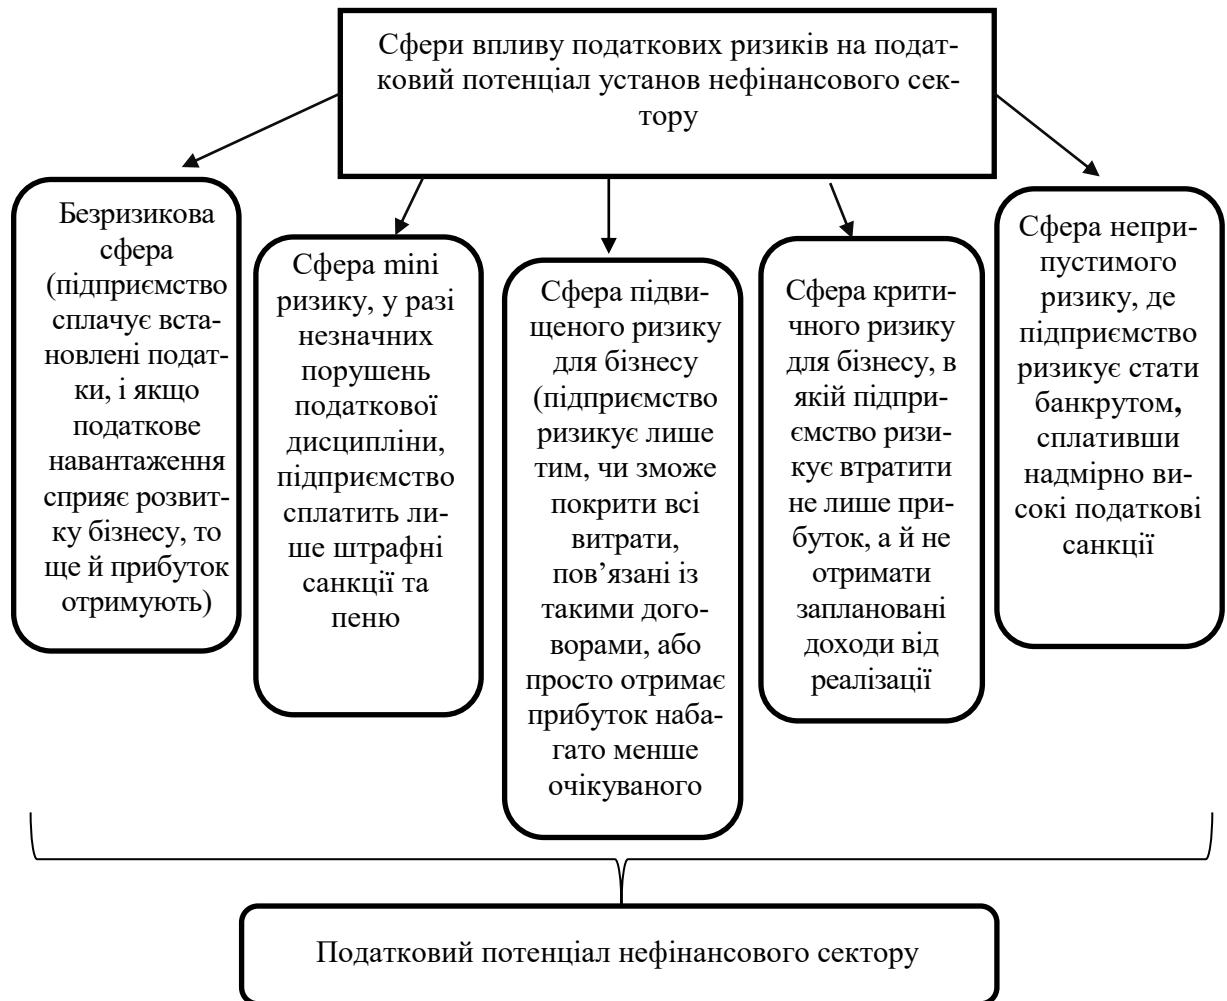 Сфери впливу податкових ризиків на подат-
ковий потенціал установ нефінансового сек-
тору
Безризикова
сфера
(підприємство
сплачує вста-
новлені подат-
ки, і якщо
податкове
навантаження
сприяє розвит-
ку бізнесу, то
ще й прибуток
отримують)
Сфера mini
ризику, у разі
незначних
порушень
податкової
дисципліни,
підприємство
сплатить ли-
ше штрафні
санкції та
пеню
Сфера підви-
щеного ризику
для бізнесу
(підприємство
ризикує лише
тим, чи зможе
покрити всі
витрати,
пов’язані із
такими дого-
ворами, або
просто отримає
прибуток наба-
гато менше
очікуваного
Сфера крити-
чного ризику
для бізнесу, в
якій підпри-
ємство ризи-
кує втратити
не лише при-
буток, а й не
отримати
заплановані
доходи від
реалізації
Сфера непри-
пустимого
ризику, де
підприємство
ризикує стати
банкрутом,
сплативши
надмірно ви-
сокі податкові
санкції
Податковий потенціал нефінансового сектору